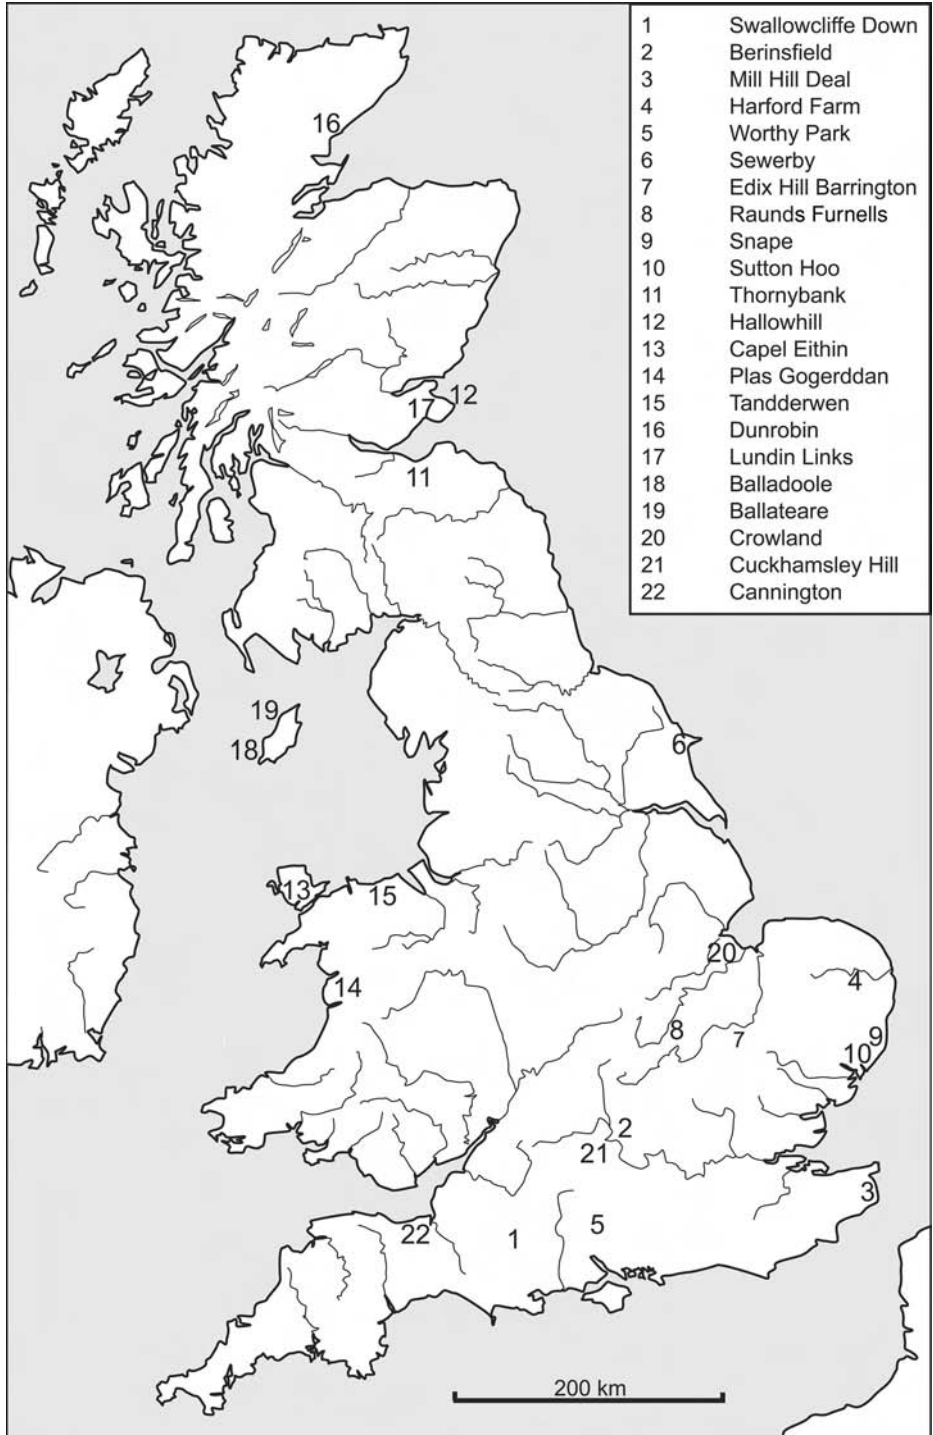 1 Swallowcliffe Down
2 Berinsfield
3 Mill Hill Deal
4 Harford Farm
5 Worthy Park
6 Sewerby
7 Edix Hill Barrington
8 Raunds Furnells
9 Snape
10 Sutton Hoo
11 Thornybank
12 Hallowhill
13 Capel Eithin
14 Plas Gogerddan
15 Tandderwen
16 Dunrobin
17 Lundin Links
18 Balladoole
19 Ballateare
20 Crowland
21 Cuckhamsley Hill
22 Cannington
16
12
17
11
19
18
6
13
15
20
4
14
8
7
9
10
2
21
3
5
22
1
200 km